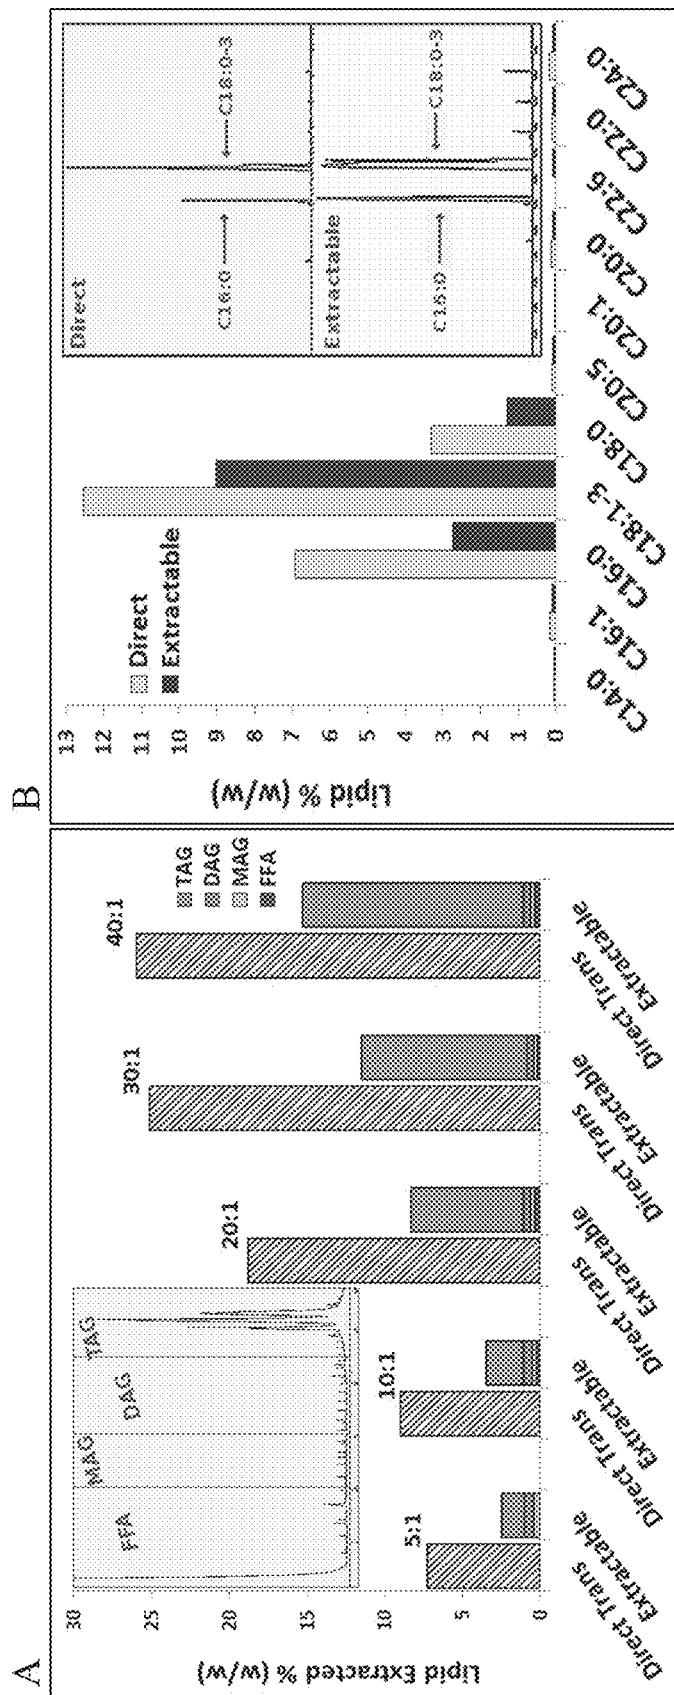 A
Lipid Extracted % (w/w)
30
25
20
15
10
5
0
FFA
MAG
DAG
TAG
5:1
10:1
20:1
30:1
40:1
TAG
DAG
MAG
FFA
Direct Trans
Extractable
Direct Trans
Extractable
Direct Trans
Extractable
Direct Trans
Extractable
Direct Trans
Extractable
B
Lipid % (w/w)
13
12
11
10
9
8
7
6
5
4
3
2
1
0
Direct
Extractable
Direct
C16:0
C18:0-3
Extractable
C16:0
C18:0-3
C14:0
C16:1
C16:0
C18:1-3
C18:0
C20:5
C20:1
C20:0
C22:6
C22:0
C24:0